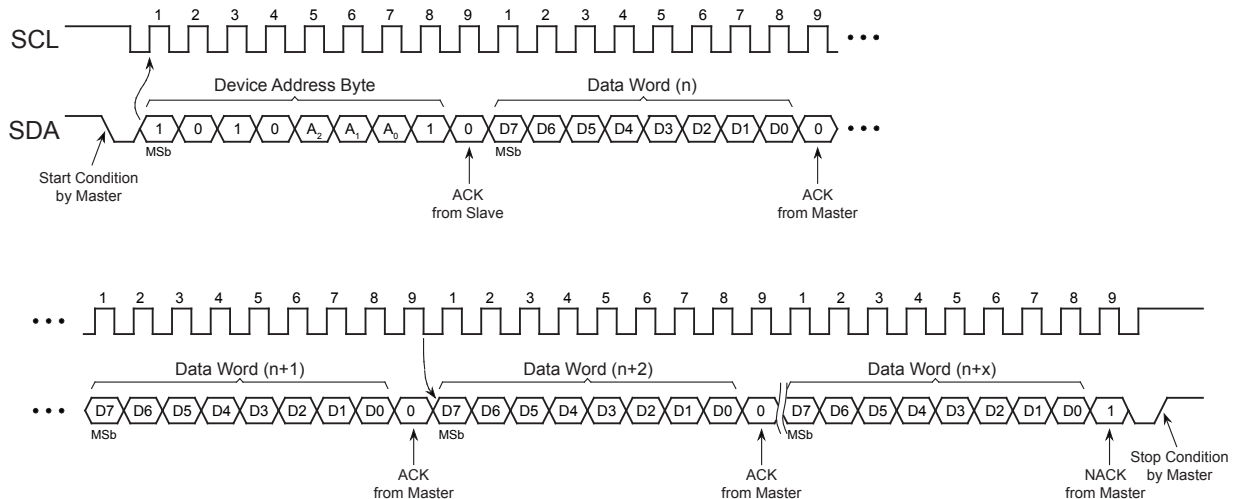 1 2 3 4 5 6 7 8 9 1 2 3 4 5 6 7 8 9
SCL
Device Address Byte Data Word (n)
SDA 1 0 1 0 A2 A1 A0 1 0 D7 D6 D5 D4 D3 D2 D1 D0 0
MSb MSb
Start Condition
by Master
ACK
from Slave
ACK
from Master
1 2 3 4 5 6 7 8 9 1 2 3 4 5 6 7 8 9 1 2 3 4 5 6 7 8 9
Data Word (n+1) Data Word (n+2) Data Word (n+x)
D7 D6 D5 D4 D3 D2 D1 D0 0 D7 D6 D5 D4 D3 D2 D1 D0 0 D7 D6 D5 D4 D3 D2 D1 D0 1
MSb MSb MSb
ACK
from Master
ACK
from Master
NACK
from Master
Stop Condition
by Master